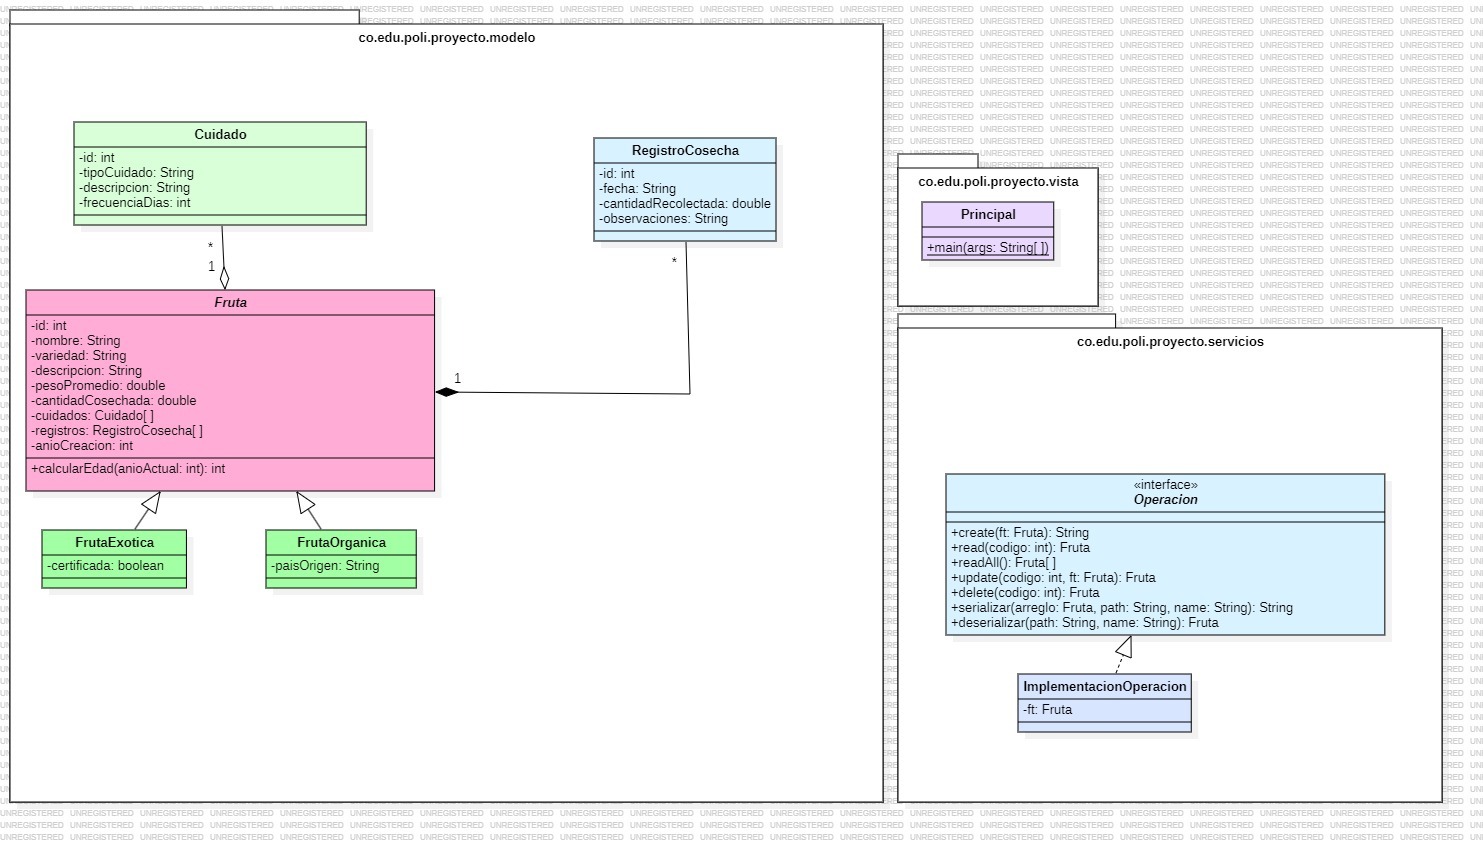 co.edu.poli.proyecto.modelo
Cuidado
-id: int
-tipoCuidado: String
-descripcion: String
-frecuenciaDias: int
*
1
RegistroCosecha
-id: int
-fecha: String
-cantidadRecolectada: double
-observaciones: String
*
1
Fruta
-id: int
-nombre: String
-variedad: String
-descripcion: String
-pesoPromedio: double
-cantidadCosechada: double
-cuidados: Cuidado[ ]
-registros: RegistroCosecha[ ]
-anioCreacion: int
+calcularEdad(anioActual: int): int
FrutaExotica
-certificada: boolean
FrutaOrganica
-paisOrigen: String
co.edu.poli.proyecto.vista
Principal
+main(args: String[ ])
co.edu.poli.proyecto.servicios
«interface»
Operacion
+create(ft: Fruta): String
+read(codigo: int): Fruta
+readAll(): Fruta[ ]
+update(codigo: int, ft: Fruta): Fruta
+delete(codigo: int): Fruta
+serializar(arreglo: Fruta, path: String, name: String): String
+deserializar(path: String, name: String): Fruta
ImplementacionOperacion
-ft: Fruta
UNREGISTERED